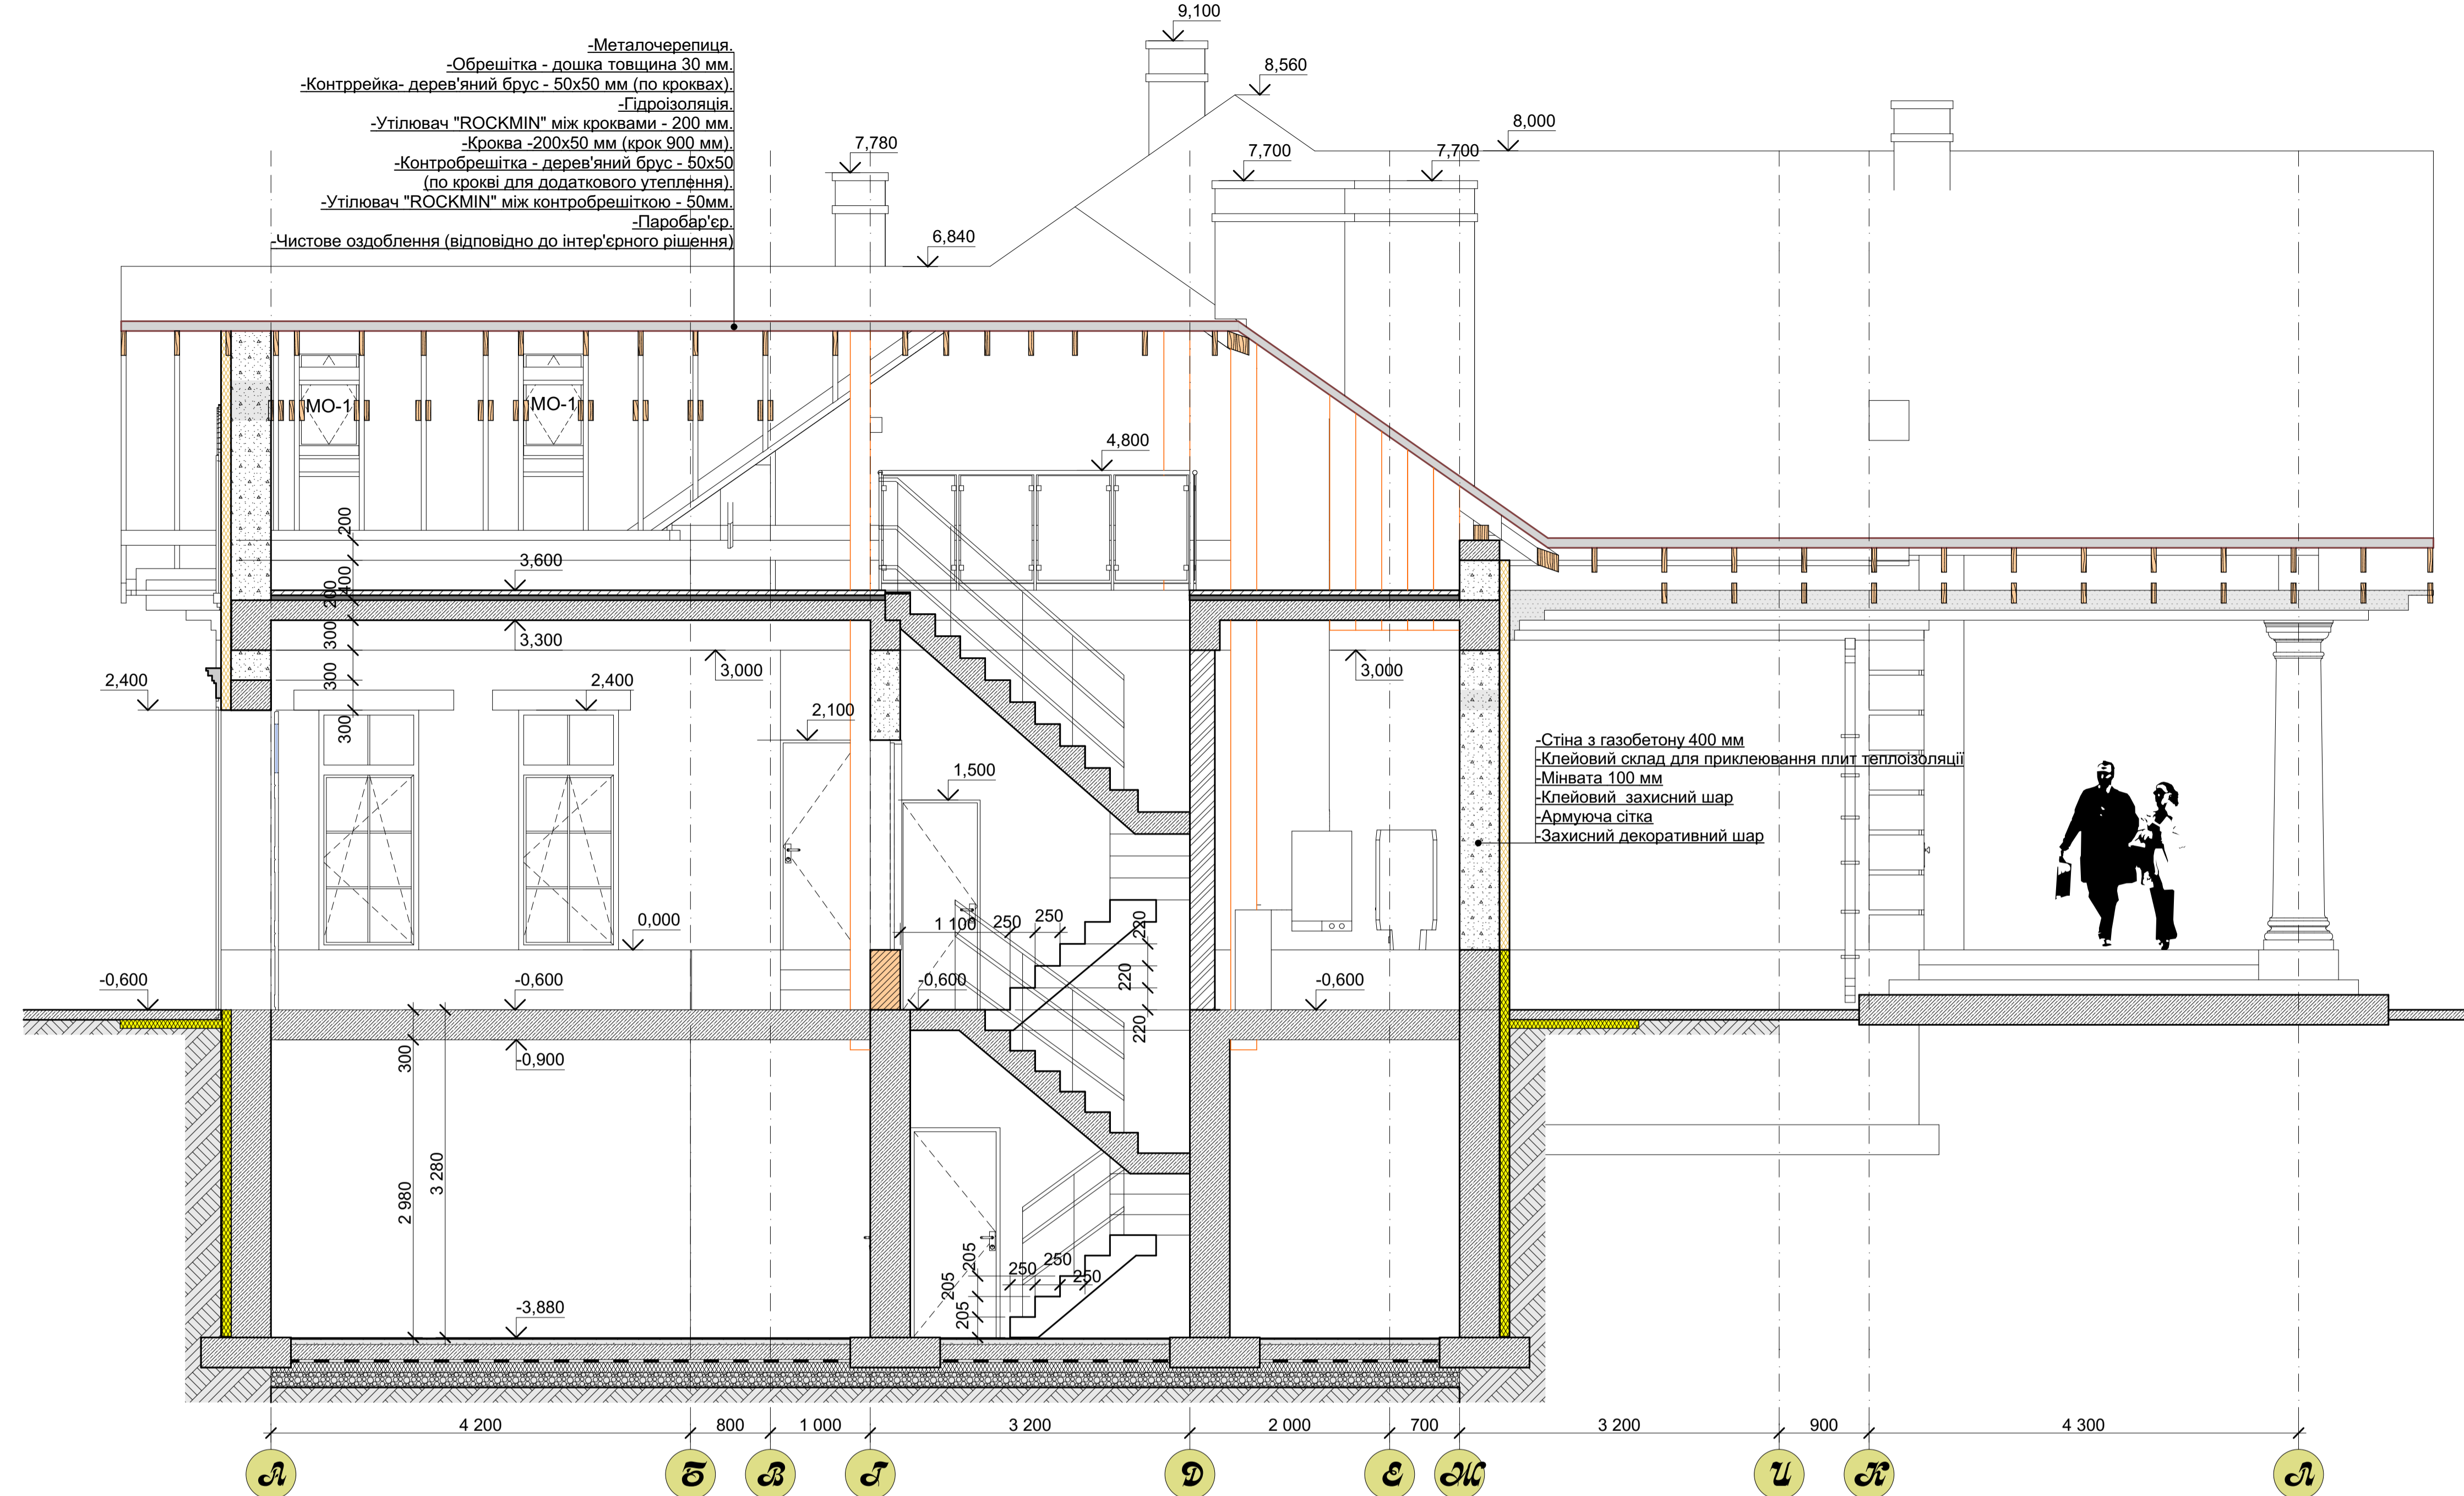 9,100
-Металочерепиця.
-Обрешітка - дошка товщина 30 мм.
8,560
-Контррейка- дерев'яний брус - 50х50 мм (по кроквах).
-Гідроізоляція.
-Утілювач "ROCKMIN" між кроквами - 200 мм.
8,000
-Кроква -200х50 мм (крок 900 мм).
7,780
7,700
7,700
-Контробрешітка - дерев'яний брус - 50х50
(по крокві для додаткового утеплення).
-Утілювач "ROCKMIN" між контробрешіткою - 50мм.
-Паробар'єр.
-Чистове оздоблення (відповідно до інтер'єрного рішення)
6,840
МО-1
МО-1
4,800
200
3,600
400
200
300
3,300
3,000
3,000
300
2,400
2,400
300
2,100
-Стіна з газобетону 400 мм
-Клейовий склад для приклеювання плит теплоізоляції
-Мінвата 100 мм
-Клейовий захисний шар
-Армуюча сітка
-Захисний декоративний шар
1,500
0,000
1 100
250
250
220
220
220
-0,600
-0,600
-0,600
-0,600
300
-0,900
2 980
3 280
205
205
205
250
250
250
-3,880
4 200
800
1 000
3 200
2 000
700
3 200
900
4 300
А
Б
В
Г
Д
Е
Ж
И
К
Л